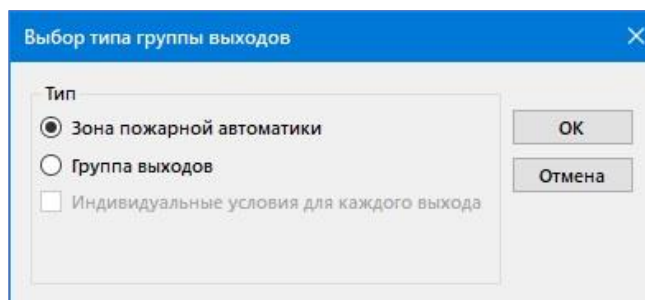 Выбор типа группы выходов
Тип
Зона пожарной автоматики
Группа выходов
Индивидуальные условия для каждого выхода
OK
Отмена